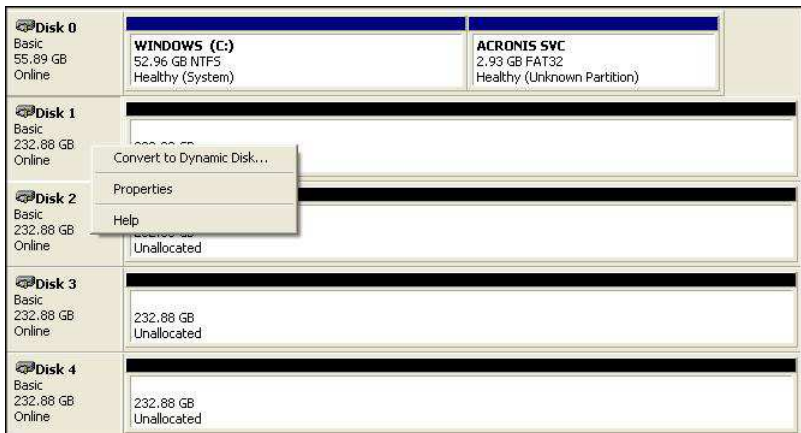 Disk 0
Basic
55.89 GB
Online
WINDOWS (C:)
52.96 GB NTFS
Healthy (System)
ACRONIS SVC
2.93 GB FAT32
Healthy (Unknown Partition)
Disk 1
Basic
232.88 GB
Online
Convert to Dynamic Disk...
Properties
Help
Disk 2
Basic
232.88 GB
Online
Unallocated
Disk 3
Basic
232.88 GB
Online
232.88 GB
Unallocated
Disk 4
Basic
232.88 GB
Online
232.88 GB
Unallocated